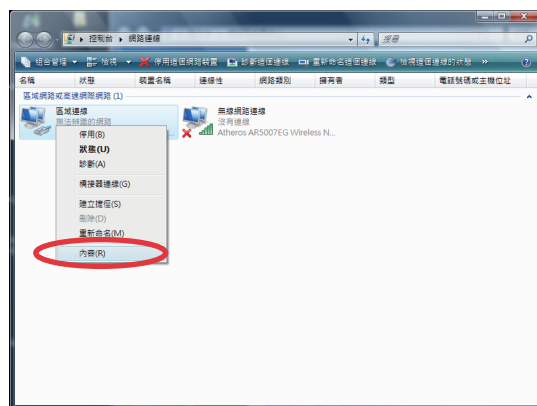 控制台 ▸ 網路連線
搜尋
組合管理 檢視 停用這個網路裝置 診斷這個連線 重新命名這個連線 檢視這個連線的狀態 »
名稱 狀態 裝置名稱 連線性 網路類別 擁有者 類型 電話號碼或主機位址
區域網路或高速網際網路 (1)
區域連線
無法辨識的網路
無線網路連線
沒有連線
Atheros AR5007EG Wireless N...
停用(B)
狀態(U)
診斷(A)
橋接器連線(G)
建立捷徑(S)
刪除(D)
重新命名(M)
內容(R)